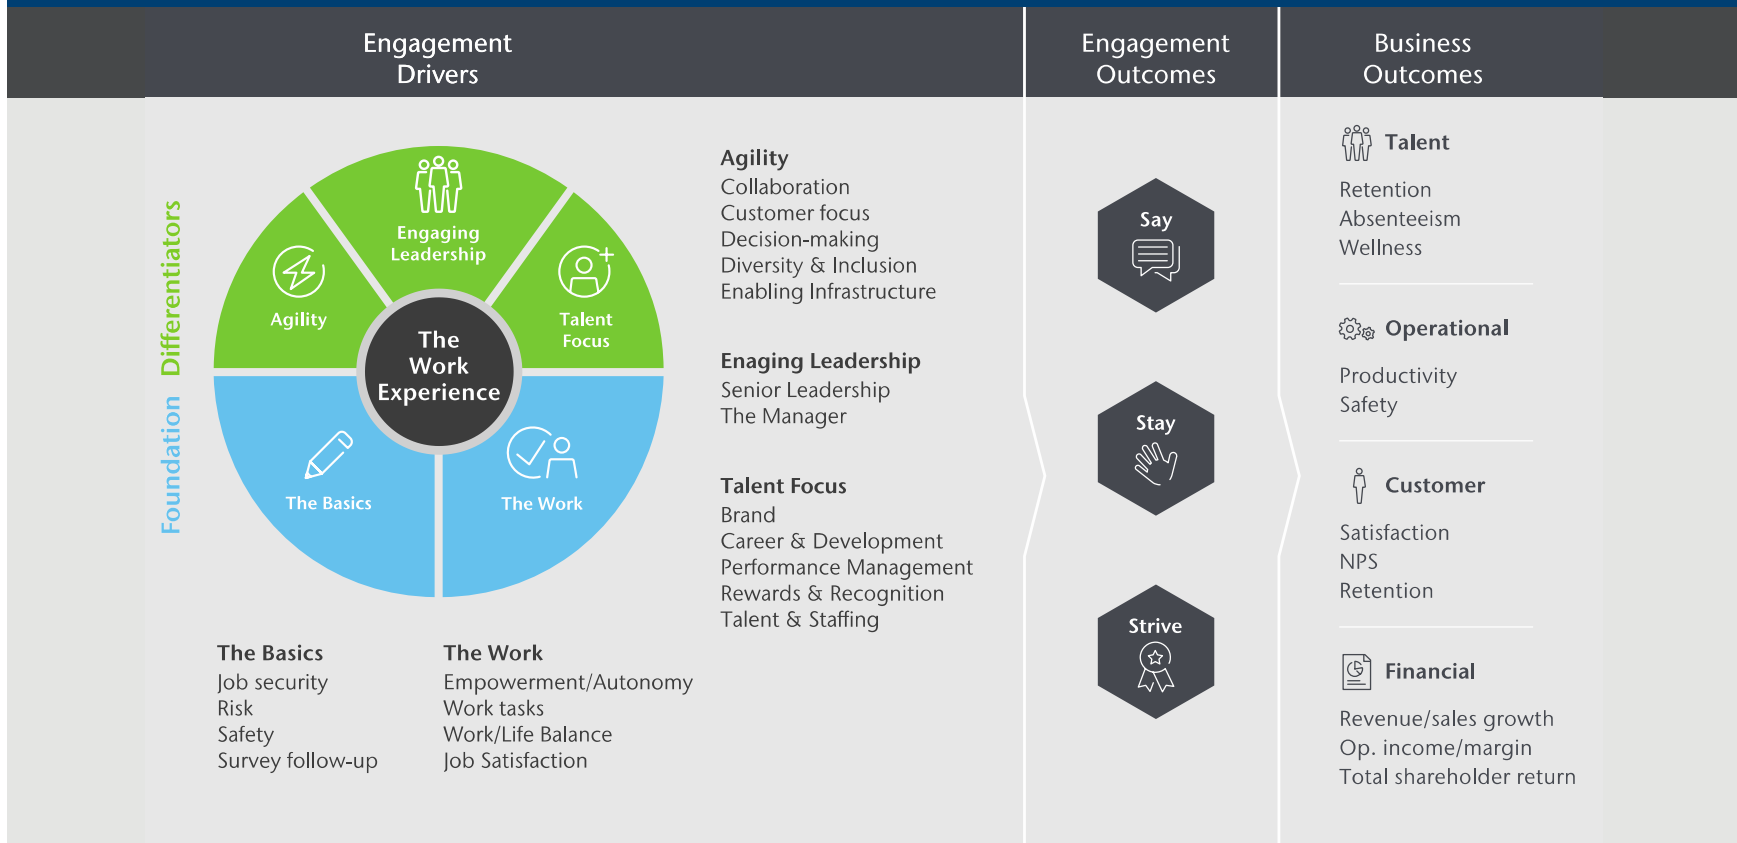 Engagement
Drivers
Engagement
Outcomes
Business
Outcomes
Differentiators
Foundation
Engaging
Leadership
Agility
Talent
Focus
The
Work
Experience
The Basics
The Work
The Basics
Job security
Risk
Safety
Survey follow-up
The Work
Empowerment/Autonomy
Work tasks
Work/Life Balance
Job Satisfaction
Agility
Collaboration
Customer focus
Decision-making
Diversity & Inclusion
Enabling Infrastructure
Enaging Leadership
Senior Leadership
The Manager
Talent Focus
Brand
Career & Development
Performance Management
Rewards & Recognition
Talent & Staffing
Say
Stay
Strive
Talent
Retention
Absenteeism
Wellness
Operational
Productivity
Safety
Customer
Satisfaction
NPS
Retention
Financial
Revenue/sales growth
Op. income/margin
Total shareholder return